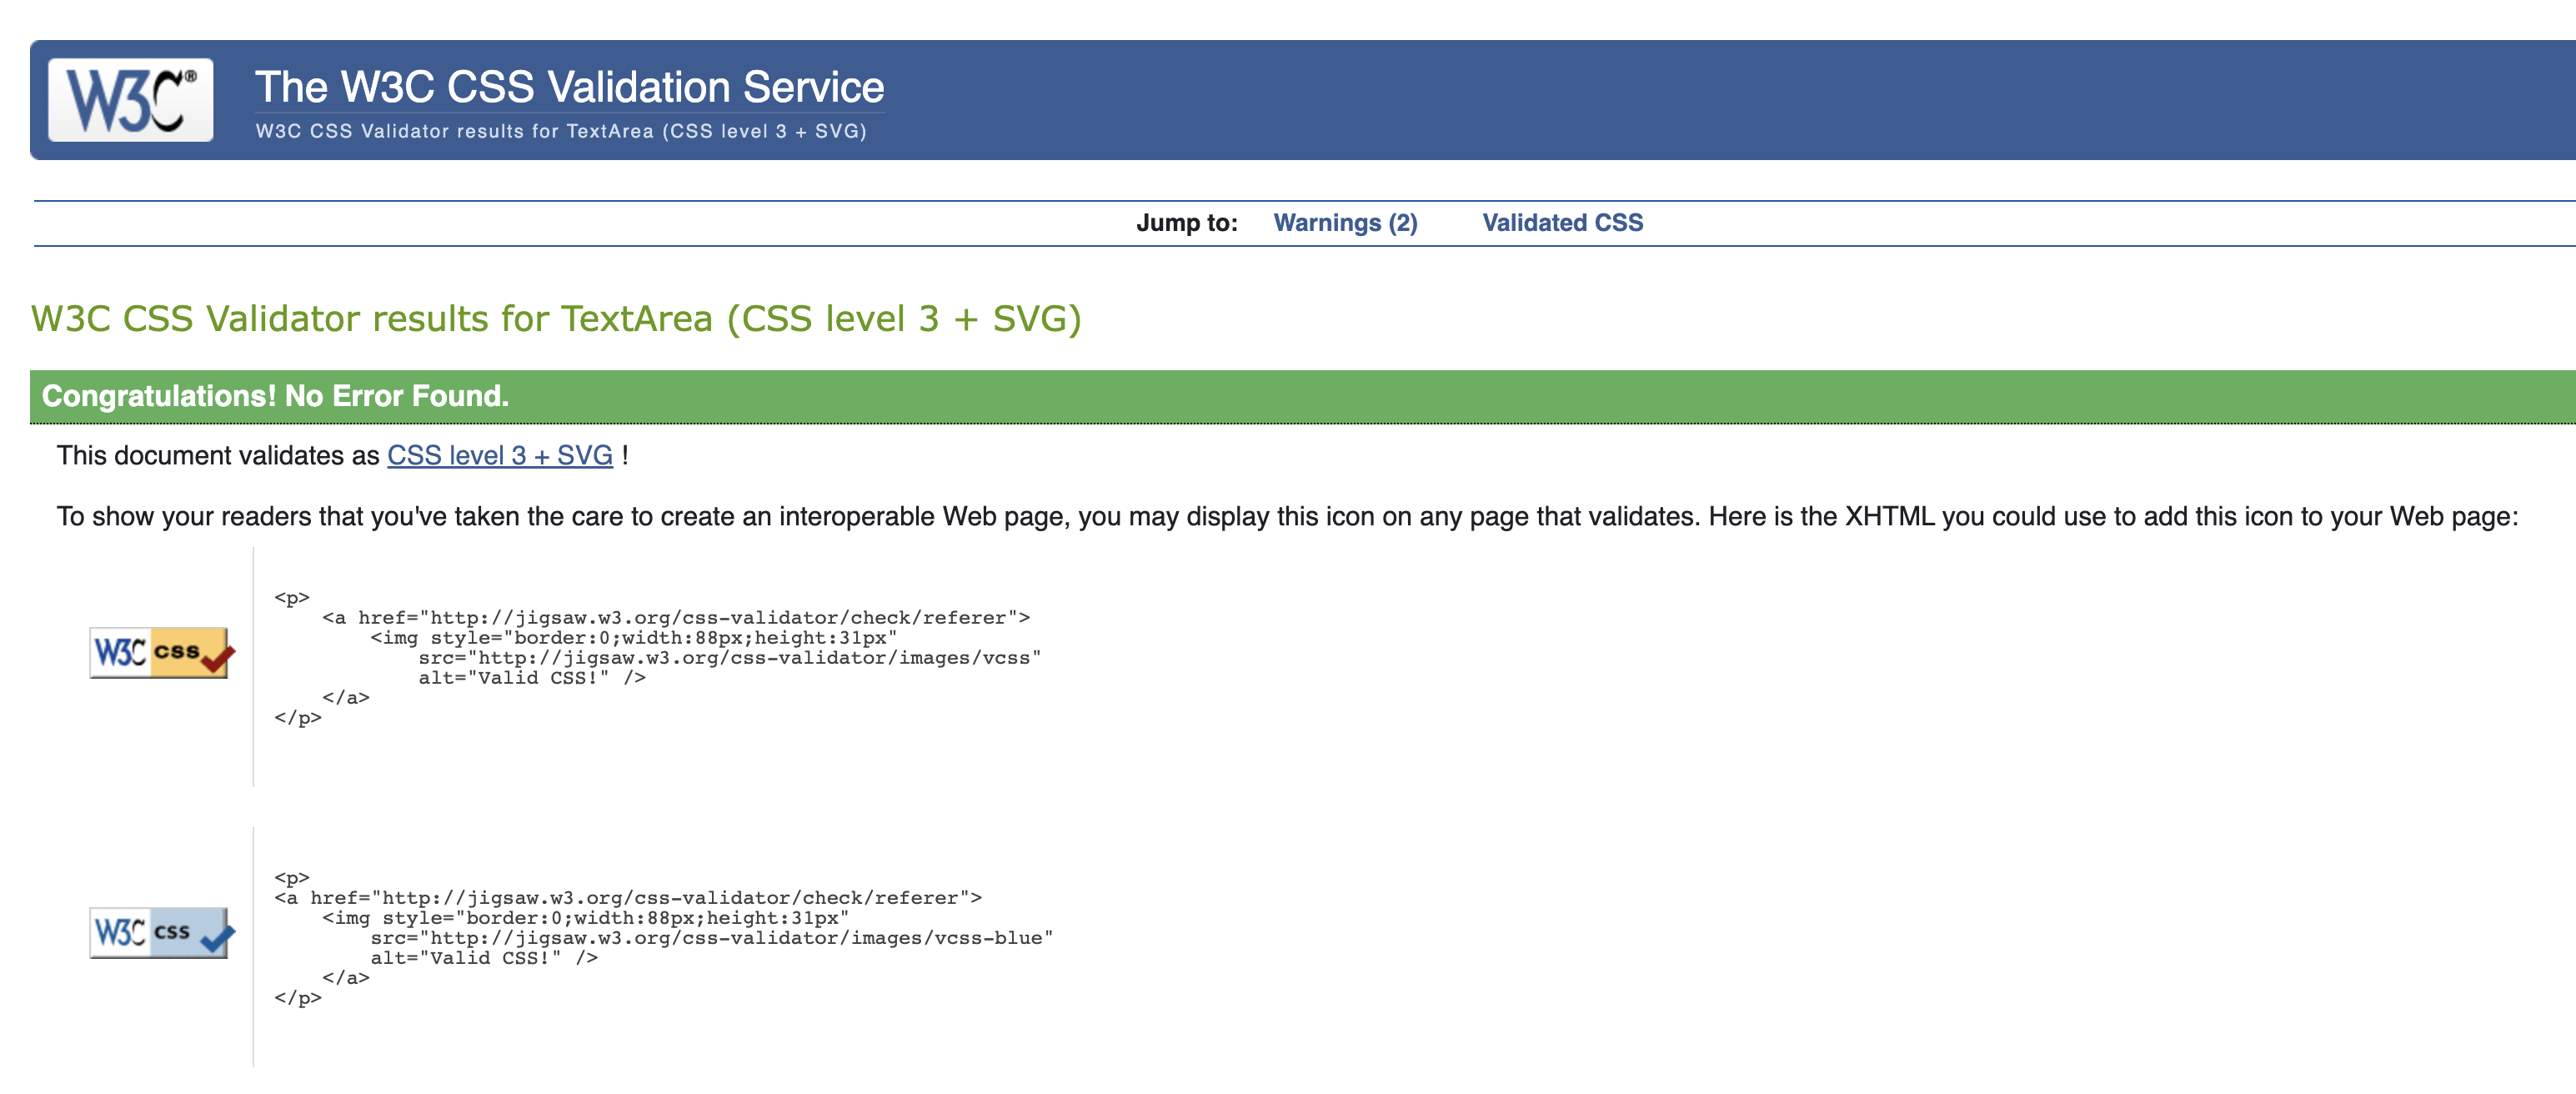 W3C®
The W3C CSS Validation Service
W3C CSS Validator results for TextArea (CSS level 3 + SVG)
Jump to: Warnings (2) Validated CSS
W3C CSS Validator results for TextArea (CSS level 3 + SVG)
Congratulations! No Error Found.
This document validates as CSS level 3 + SVG !
To show your readers that you've taken the care to create an interoperable Web page, you may display this icon on any page that validates. Here is the XHTML you could use to add this icon to your Web page:
W3C css
<p>
    <a href="http://jigsaw.w3.org/css-validator/check/referer">
        <img style="border:0;width:88px;height:31px"
            src="http://jigsaw.w3.org/css-validator/images/vcss"
            alt="Valid CSS!" />
    </a>
</p>
W3C css
<p>
<a href="http://jigsaw.w3.org/css-validator/check/referer">
    <img style="border:0;width:88px;height:31px"
        src="http://jigsaw.w3.org/css-validator/images/vcss-blue"
        alt="Valid CSS!" />
    </a>
</p>